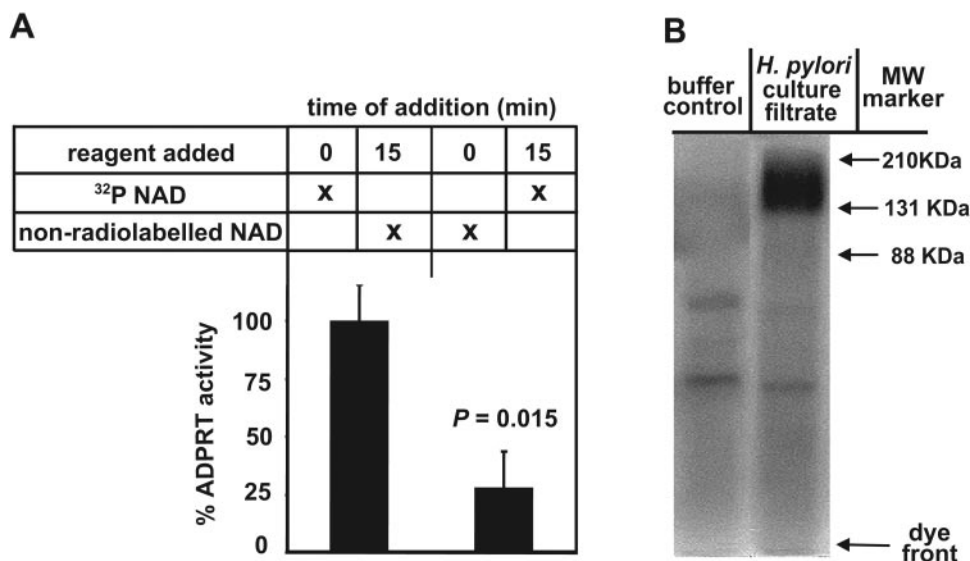 A
time of addition (min)
reagent added 0 15 0 15
³²P NAD x x
non-radiolabelled NAD x x
% ADPRT activity
100
75
50
25
0
P = 0.015
B
buffer
control
H. pylori
culture
filtrate
MW
marker
210KDa
131 KDa
88 KDa
dye
front